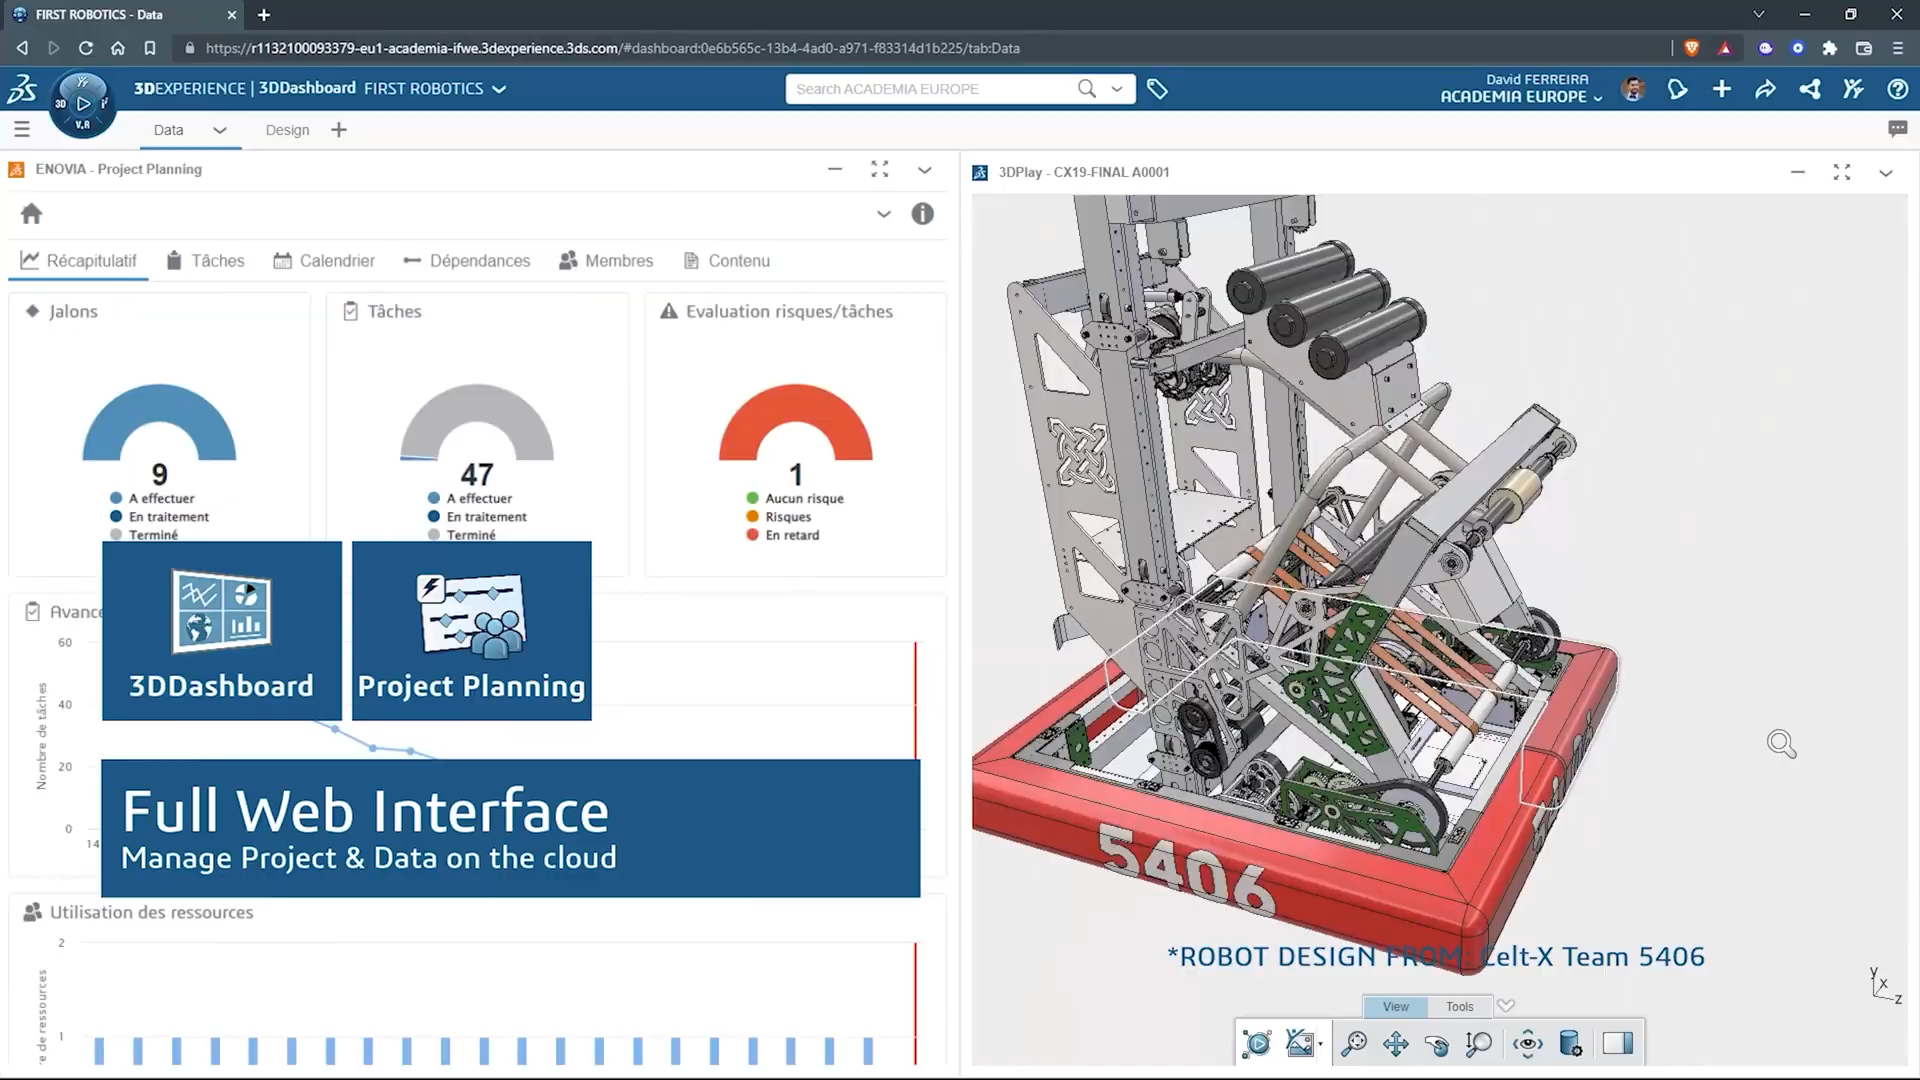 FIRST ROBOTICS - Data
https://r1132100093379-eu1-academia-ifwe.3dexperience.3ds.com/#dashboard:0e6b565c-13b4-4ad0-a971-f83314d1b225/tab:Data
3DEXPERIENCE | 3DDashboard FIRST ROBOTICS
Search ACADEMIA EUROPE
David FERREIRA
ACADEMIA EUROPE
3D
V.R
Data
Design
ENOVIA - Project Planning
Récapitulatif
Tâches
Calendrier
Dépendances
Membres
Contenu
Jalons
9
A effectuer
En traitement
Terminé
Tâches
47
A effectuer
En traitement
Terminé
Evaluation risques/tâches
1
Aucun risque
Risques
En retard
Avance
60
40
20
0
14
Nombre de tâches
3DDashboard
Project Planning
Full Web Interface
Manage Project & Data on the cloud
Utilisation des ressources
2
1
e de ressources
3DPlay - CX19-FINAL A0001
5406
*ROBOT DESIGN FROM: Celt-X Team 5406
y
x
z
View
Tools